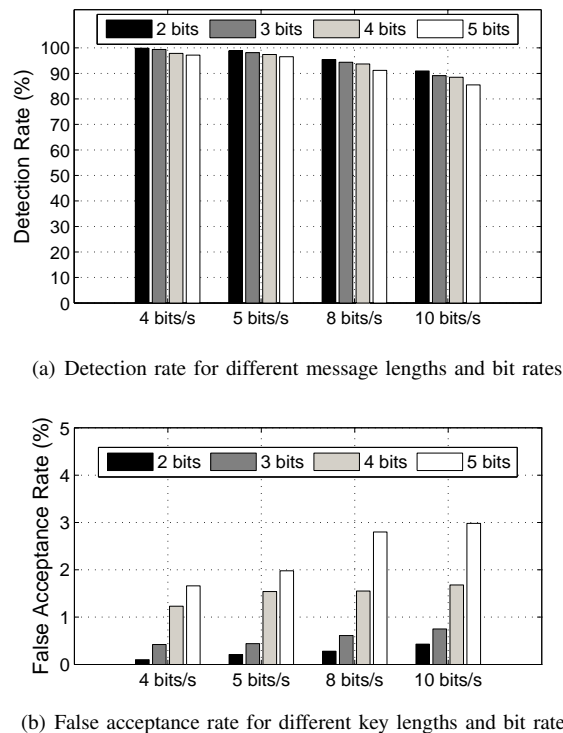 2 bits 3 bits 4 bits 5 bits
100
90
80
70
60
50
40
30
20
10
0
Detection Rate (%)
4 bits/s 5 bits/s 8 bits/s 10 bits/s
(a) Detection rate for different message lengths and bit rates
2 bits 3 bits 4 bits 5 bits
5
4
3
2
1
0
False Acceptance Rate (%)
4 bits/s 5 bits/s 8 bits/s 10 bits/s
(b) False acceptance rate for different key lengths and bit rate